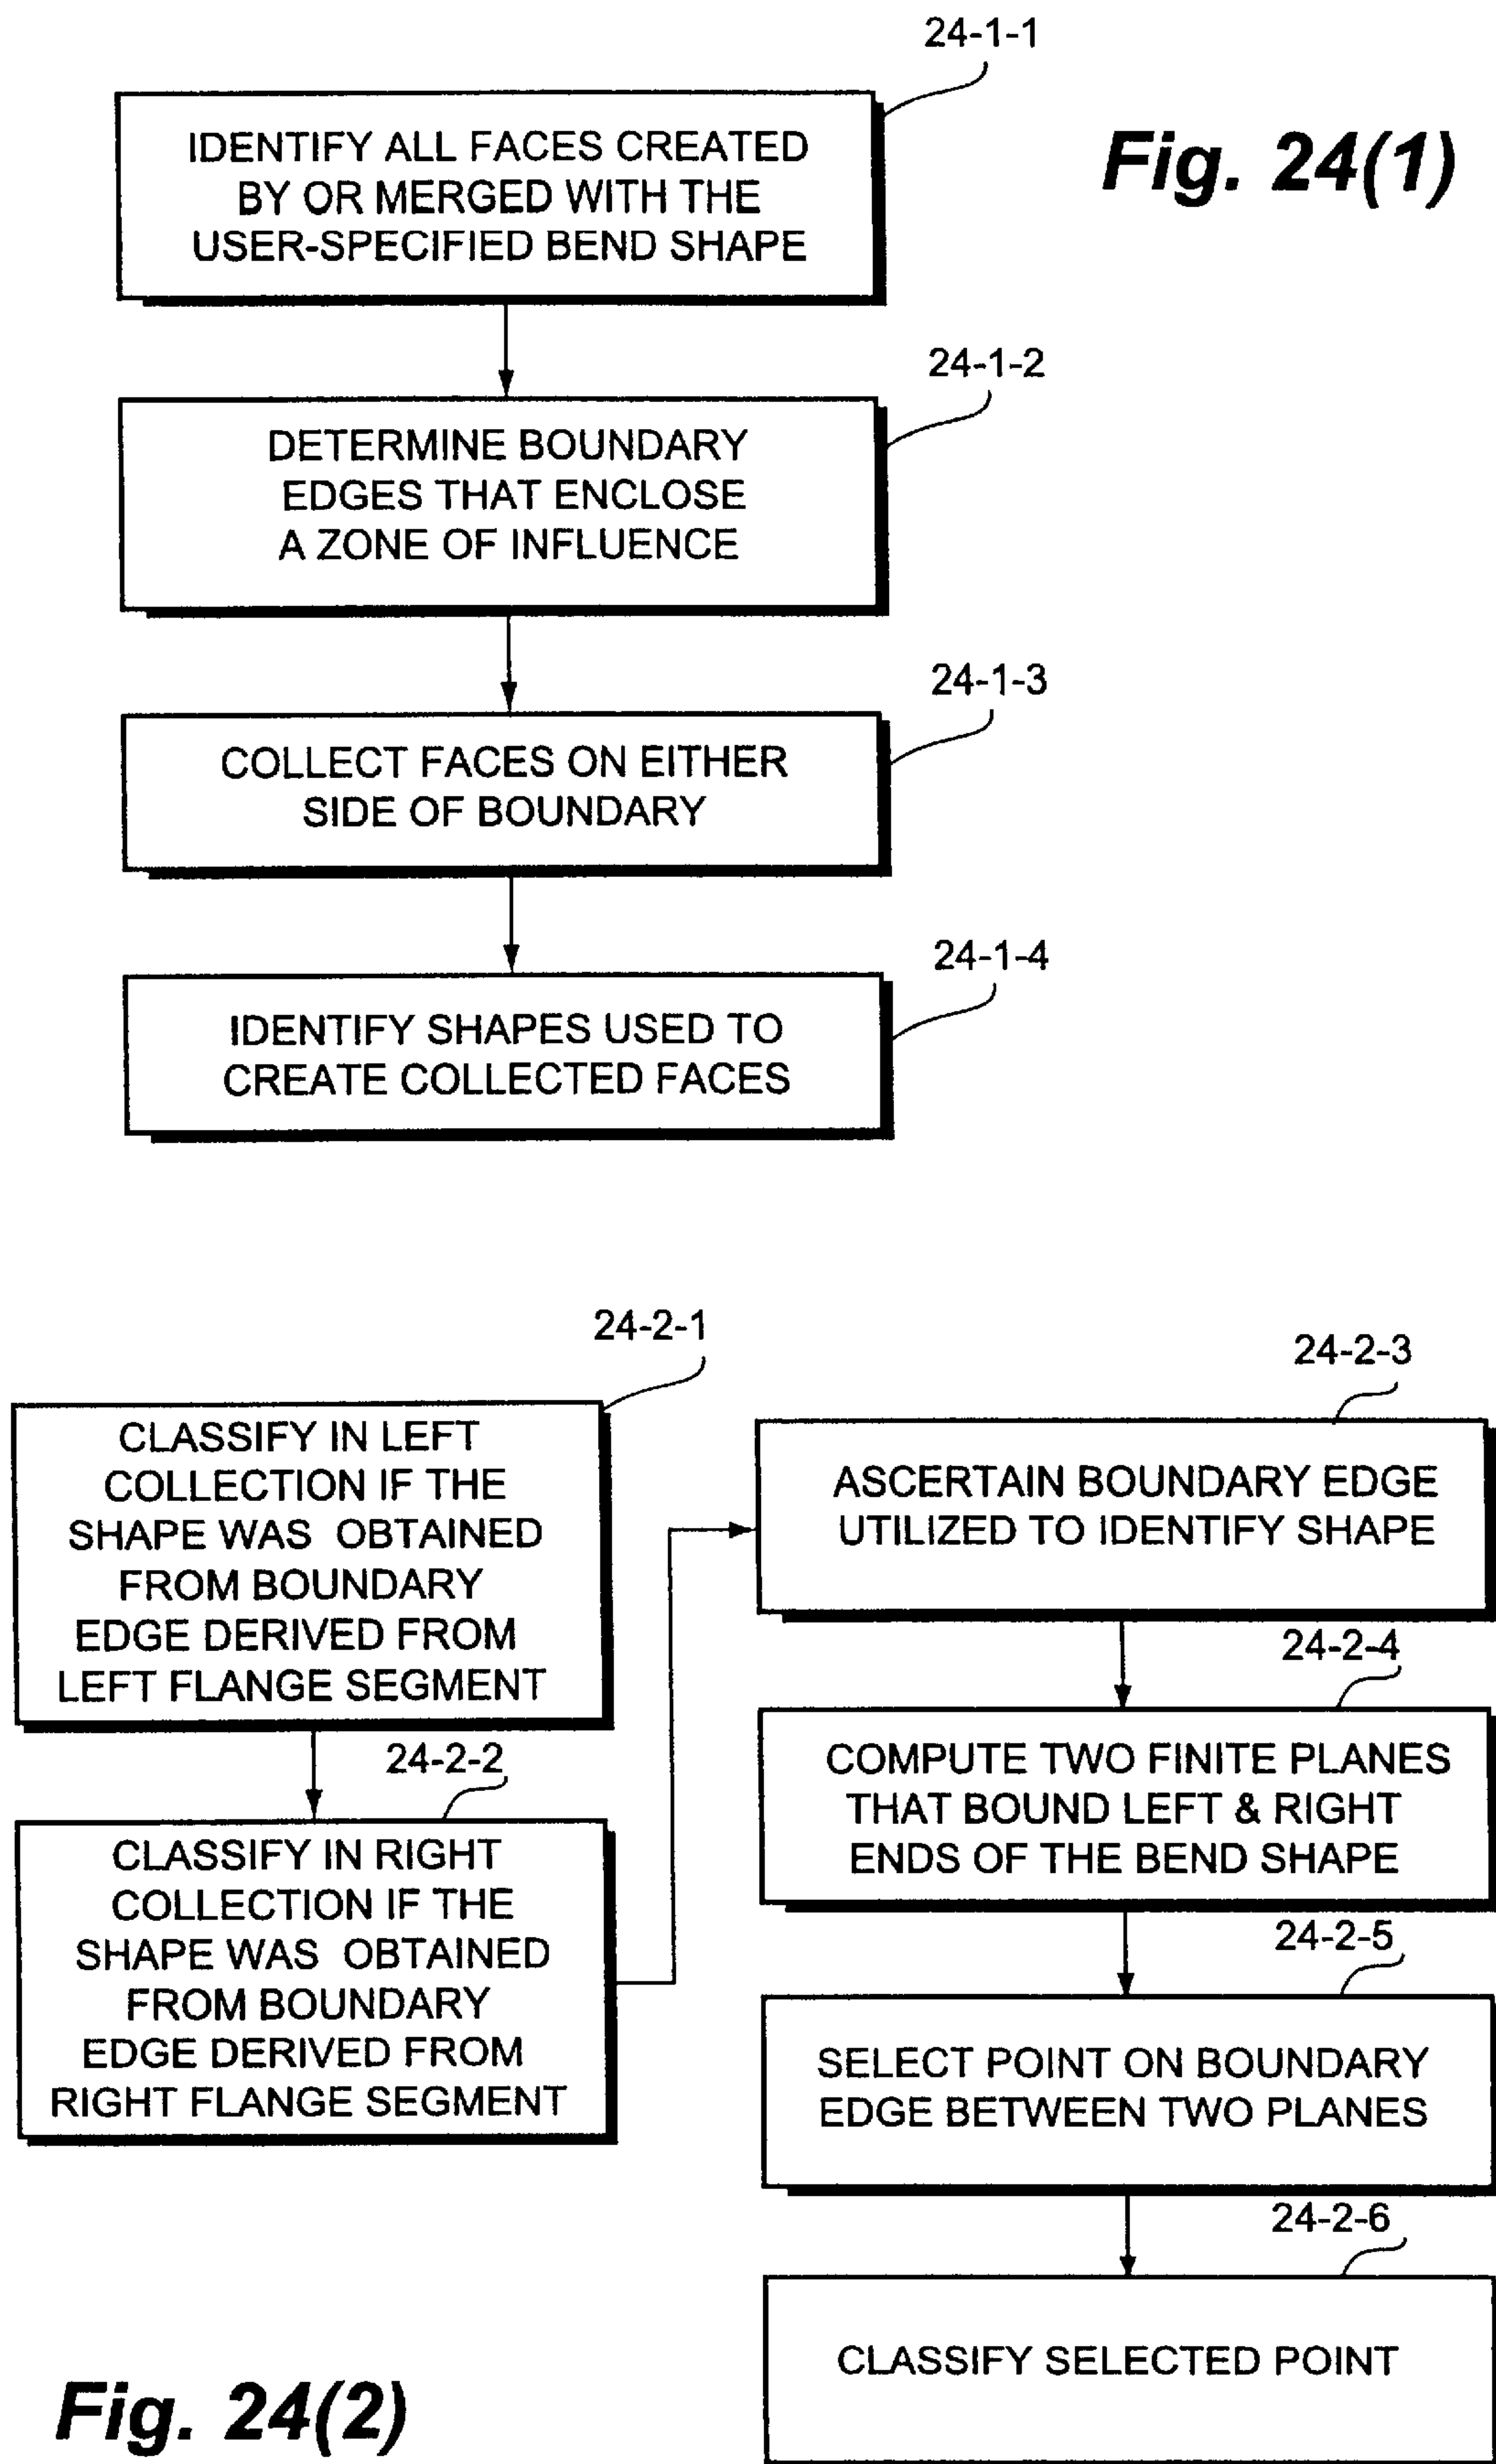 24-1-1
IDENTIFY ALL FACES CREATED
BY OR MERGED WITH THE
USER-SPECIFIED BEND SHAPE
Fig. 24(1)
24-1-2
DETERMINE BOUNDARY
EDGES THAT ENCLOSE
A ZONE OF INFLUENCE
24-1-3
COLLECT FACES ON EITHER
SIDE OF BOUNDARY
24-1-4
IDENTIFY SHAPES USED TO
CREATE COLLECTED FACES
24-2-1
CLASSIFY IN LEFT
COLLECTION IF THE
SHAPE WAS OBTAINED
FROM BOUNDARY
EDGE DERIVED FROM
LEFT FLANGE SEGMENT
24-2-2
CLASSIFY IN RIGHT
COLLECTION IF THE
SHAPE WAS OBTAINED
FROM BOUNDARY
EDGE DERIVED FROM
RIGHT FLANGE SEGMENT
24-2-3
ASCERTAIN BOUNDARY EDGE
UTILIZED TO IDENTIFY SHAPE
24-2-4
COMPUTE TWO FINITE PLANES
THAT BOUND LEFT & RIGHT
ENDS OF THE BEND SHAPE
24-2-5
SELECT POINT ON BOUNDARY
EDGE BETWEEN TWO PLANES
24-2-6
CLASSIFY SELECTED POINT
Fig. 24(2)